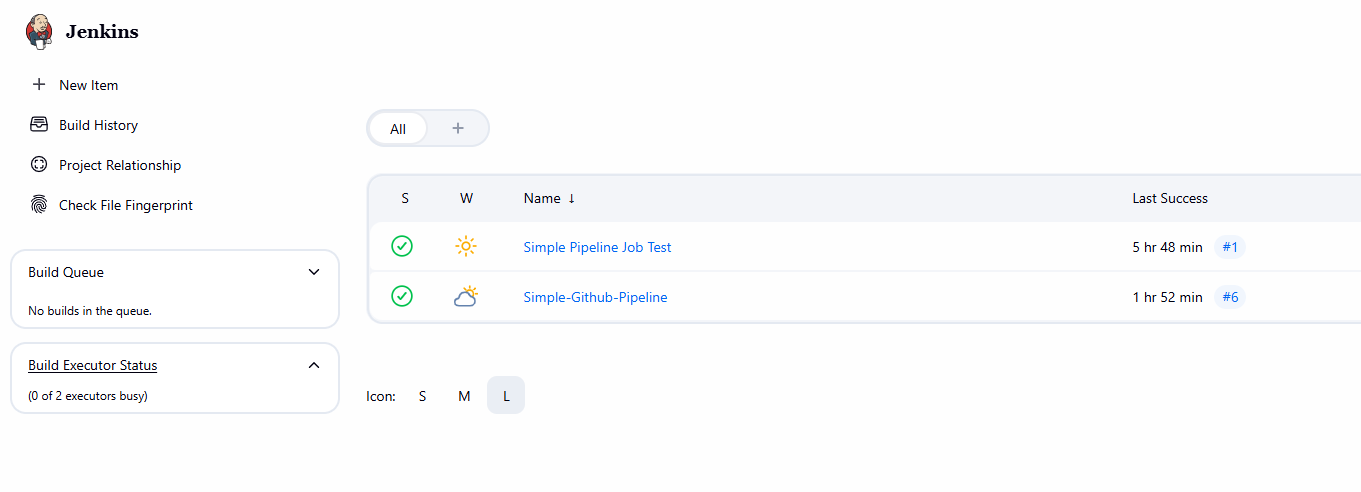 Jenkins
New Item
Build History
Project Relationship
Check File Fingerprint
Build Queue
No builds in the queue.
Build Executor Status
(0 of 2 executors busy)
All +
S W Name ↓ Last Success
Simple Pipeline Job Test 5 hr 48 min #1
Simple-Github-Pipeline 1 hr 52 min #6
Icon: S M L